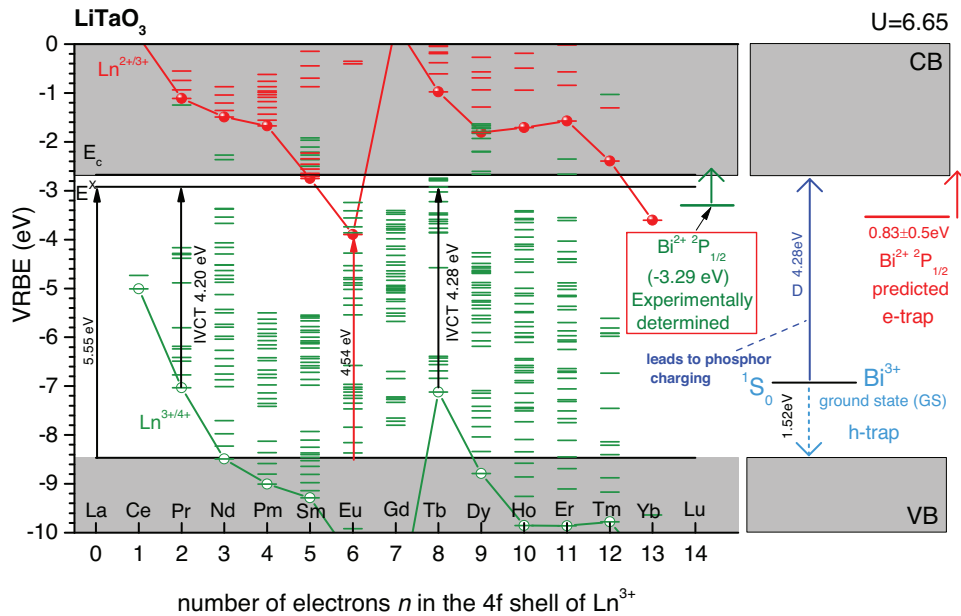 LiTaO3
U=6.65
0
-1
-2
-3
-4
-5
-6
-7
-8
-9
-10
VRBE (eV)
Ln2+/3+
Ec
EX
5.55 eV
IVCT 4.20 eV
4.54 eV
IVCT 4.28 eV
Ln3+/4+
Bi2+ 2P1/2
(-3.29 eV)
Experimentally
determined
CB
D 4.28eV
0.83±0.5eV
Bi2+ 2P1/2
predicted
e-trap
leads to phosphor
charging
1S0
Bi3+
ground state (GS)
1.52eV
h-trap
VB
La Ce Pr Nd Pm Sm Eu Gd Tb Dy Ho Er Tm Yb Lu
0 1 2 3 4 5 6 7 8 9 10 11 12 13 14
number of electrons n in the 4f shell of Ln3+